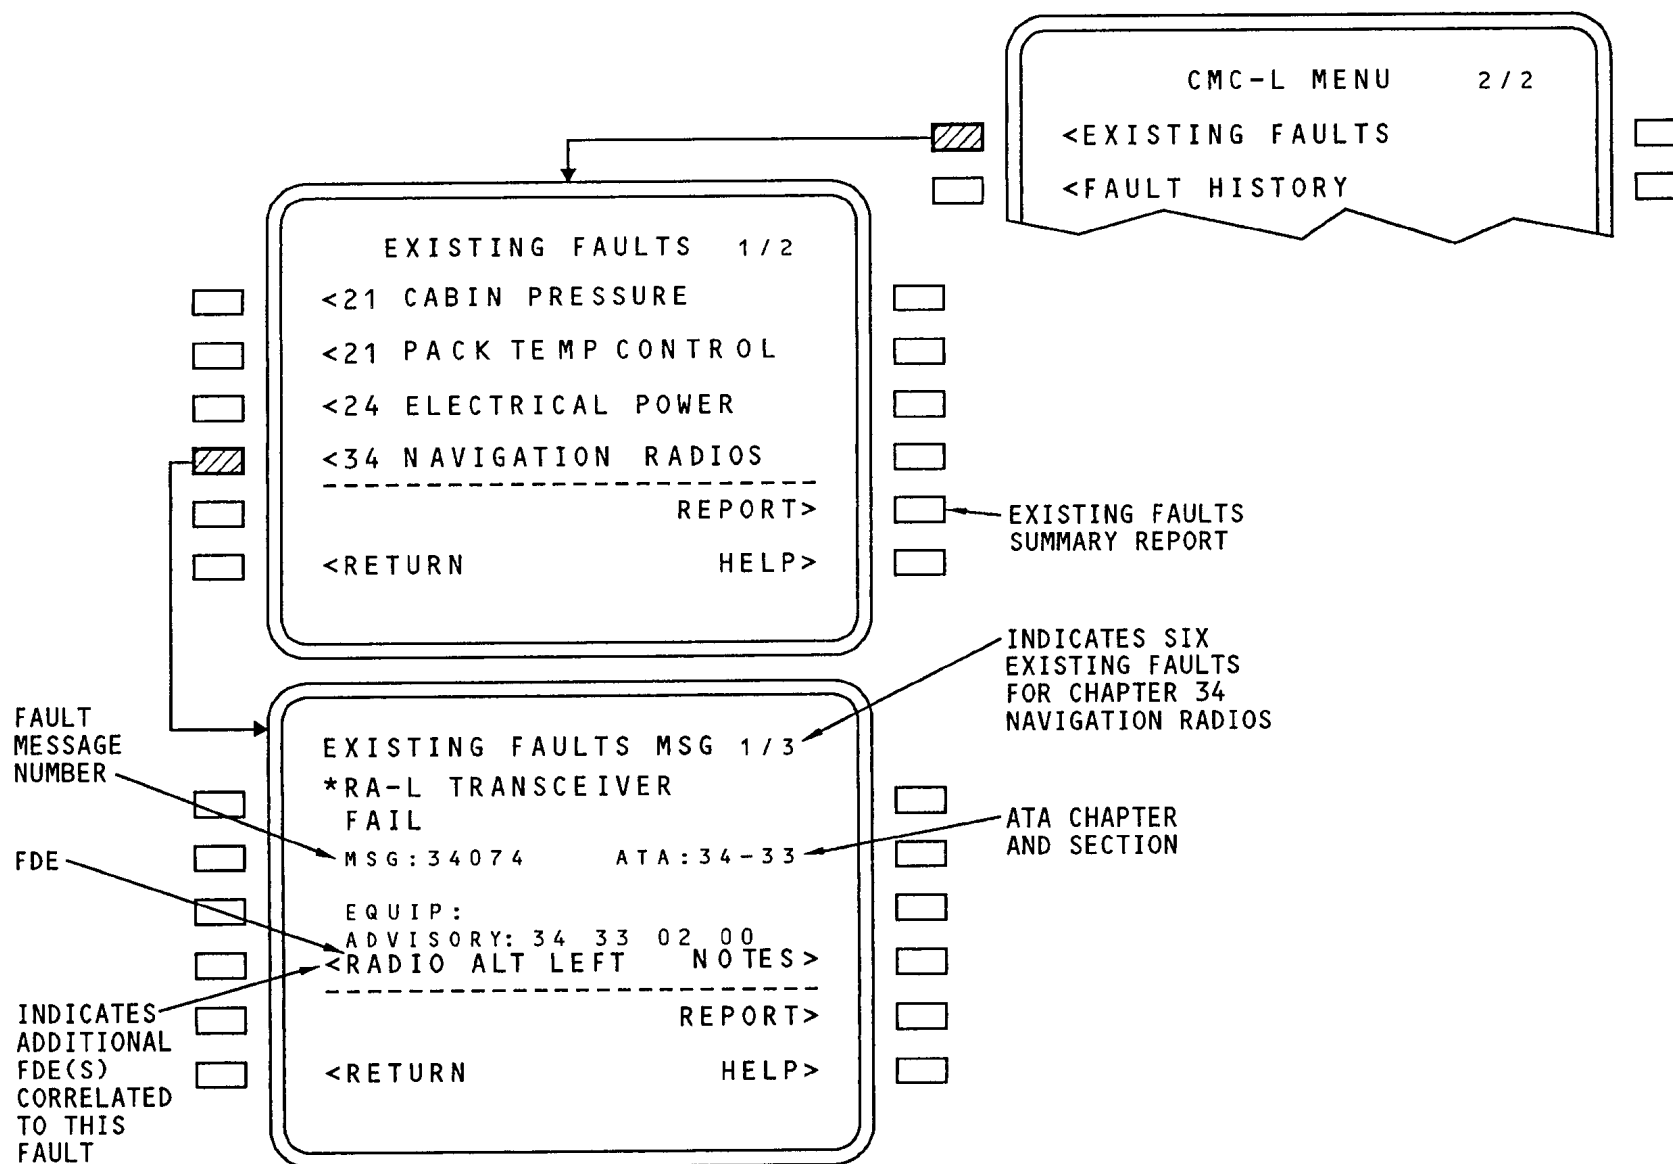 CMC-L MENU 2/2
<EXISTING FAULTS
<FAULT HISTORY
EXISTING FAULTS 1/2
<21 CABIN PRESSURE
<21 PACK TEMP CONTROL
<24 ELECTRICAL POWER
<34 NAVIGATION RADIOS
REPORT>
<RETURN HELP>
EXISTING FAULTS
SUMMARY REPORT
INDICATES SIX
EXISTING FAULTS
FOR CHAPTER 34
NAVIGATION RADIOS
FAULT
MESSAGE
NUMBER
EXISTING FAULTS MSG 1/3
*RA-L TRANSCEIVER
FAIL
MSG:34074 ATA:34-33
ATA CHAPTER
AND SECTION
FDE
EQUIP:
ADVISORY: 34 33 02 00
<RADIO ALT LEFT NOTES>
REPORT>
<RETURN HELP>
INDICATES
ADDITIONAL
FDE(S)
CORRELATED
TO THIS
FAULT